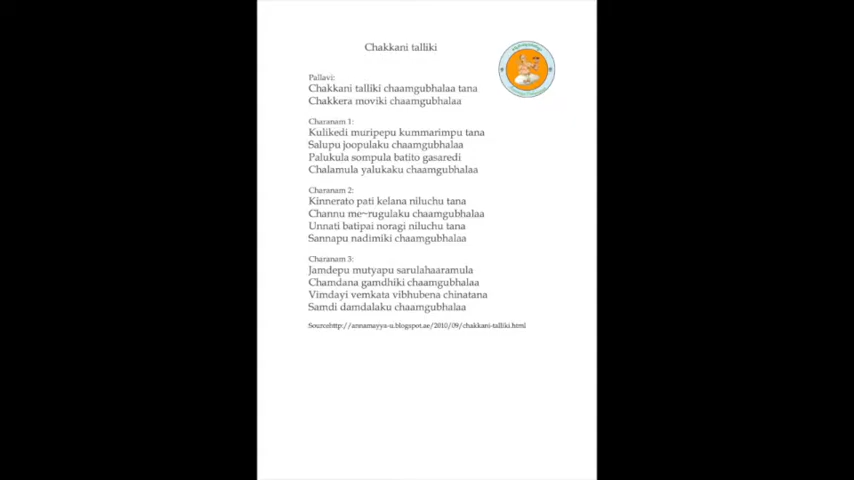 Chakkani talliki
Pallavi:
Chakkani talliki chaamgubhalaa tana
Chakkera moviki chaamgubhalaa
Charanam 1:
Kulikedi muripepu kummarimpu tana
Salupu joopulaku chaamgubhalaa
Palukula sompula batito gasaredi
Chalamula yalukaku chaamgubhalaa
Charanam 2:
Kinnerato pati kelana niluchu tana
Channu me~rugulaku chaamgubhalaa
Unnati batipai noragi niluchu tana
Sannapu nadimiki chaamgubhalaa
Charanam 3:
Jamdepu mutyapu sarulahaaramula
Chamdana gamdhiki chaamgubhalaa
Vimdayi vemkata vibhubena chinatana
Samdi damdalaku chaamgubhalaa
Source:http://annamayya-u.blogspot.ae/2010/09/chakkani-talliki.html